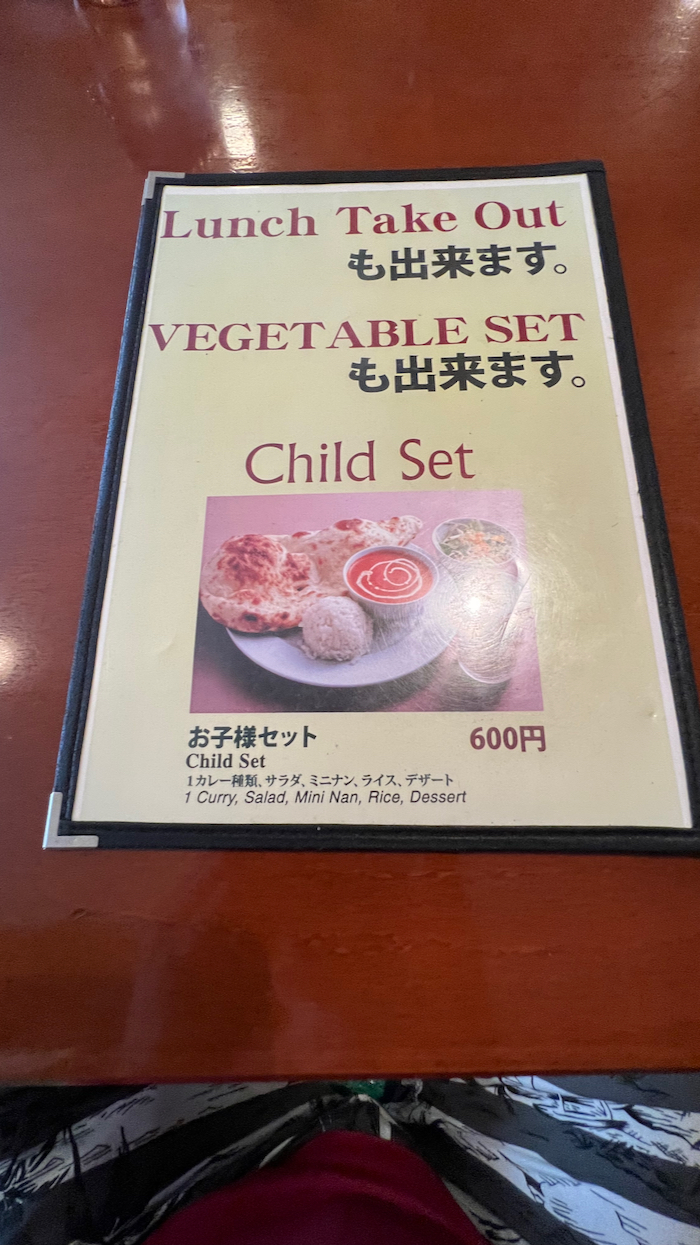 Lunch Take Out
も出来ます。
VEGETABLE SET
も出来ます。
Child Set
お子様セット 600円
Child Set
1カレー種類、サラダ、ミニナン、ライス、デザート
1 Curry, Salad, Mini Nan, Rice, Dessert